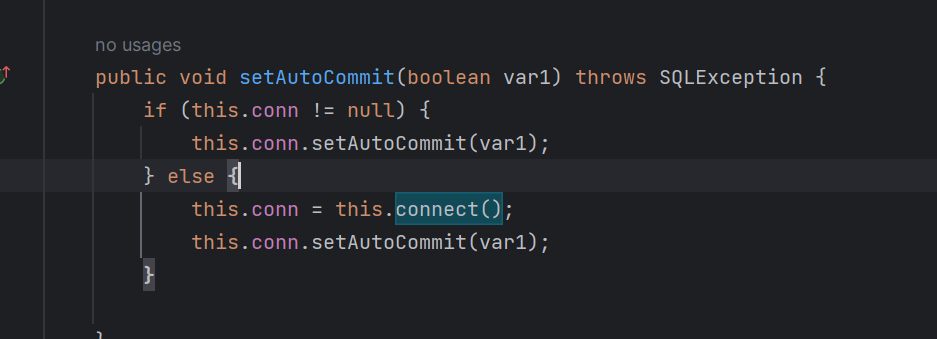 no usages
public void setAutoCommit(boolean var1) throws SQLException {
if (this.conn != null) {
this.conn.setAutoCommit(var1);
} else {
this.conn = this.connect();
this.conn.setAutoCommit(var1);
}
}